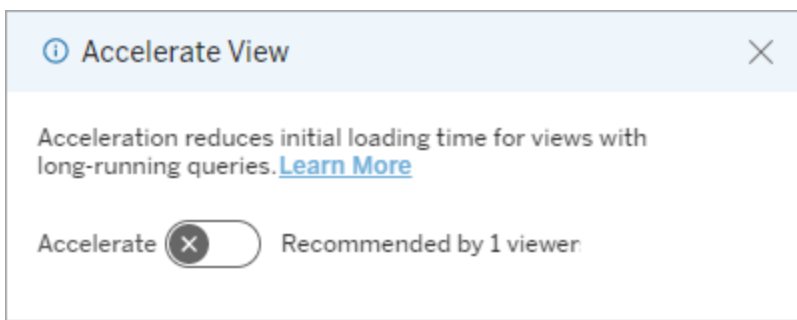 Accelerate View
Acceleration reduces initial loading time for views with
long-running queries. Learn More
Accelerate Recommended by 1 viewer